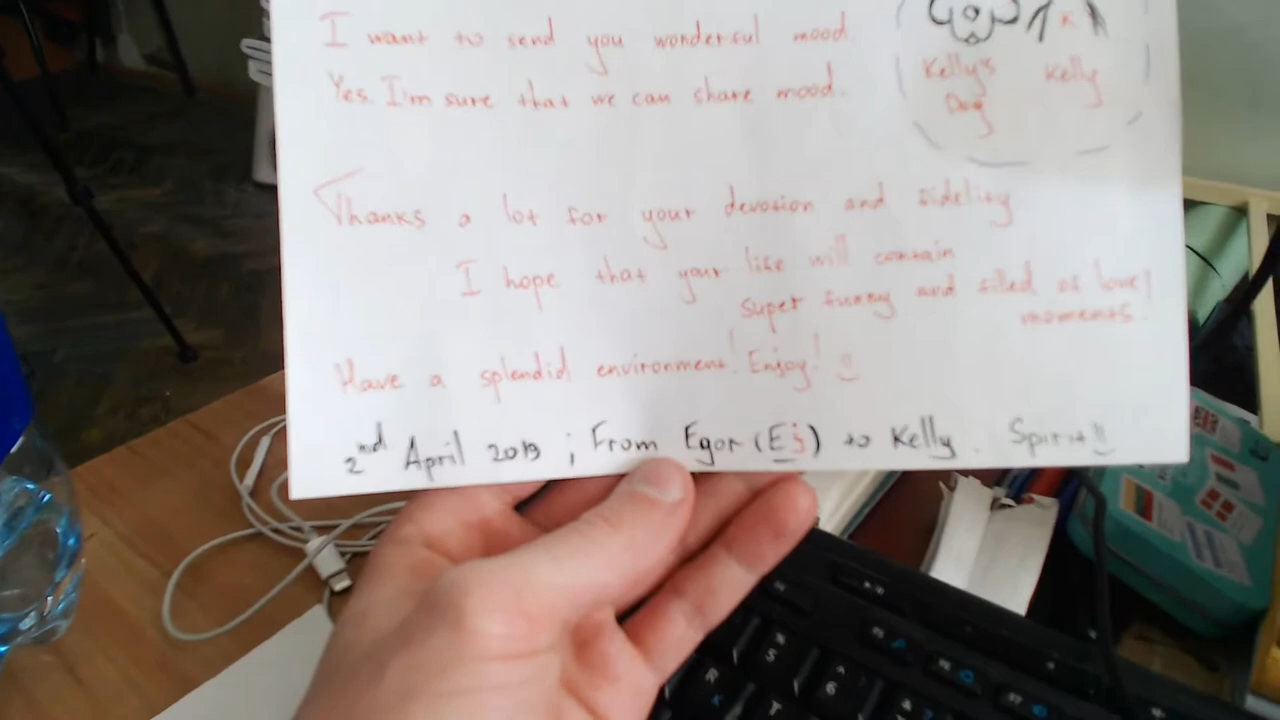 I want to send you wonderful mood.
Yes. I'm sure that we can share mood.
Kelly's Kelly
Dog
Thanks a lot for your devotion and fidelity
I hope that your life will contain
super funny and filled of love!
moments
Have a splendid environment! Enjoy!
2nd April 2019 ; From Egor (Ej) to Kelly. Spirit!!